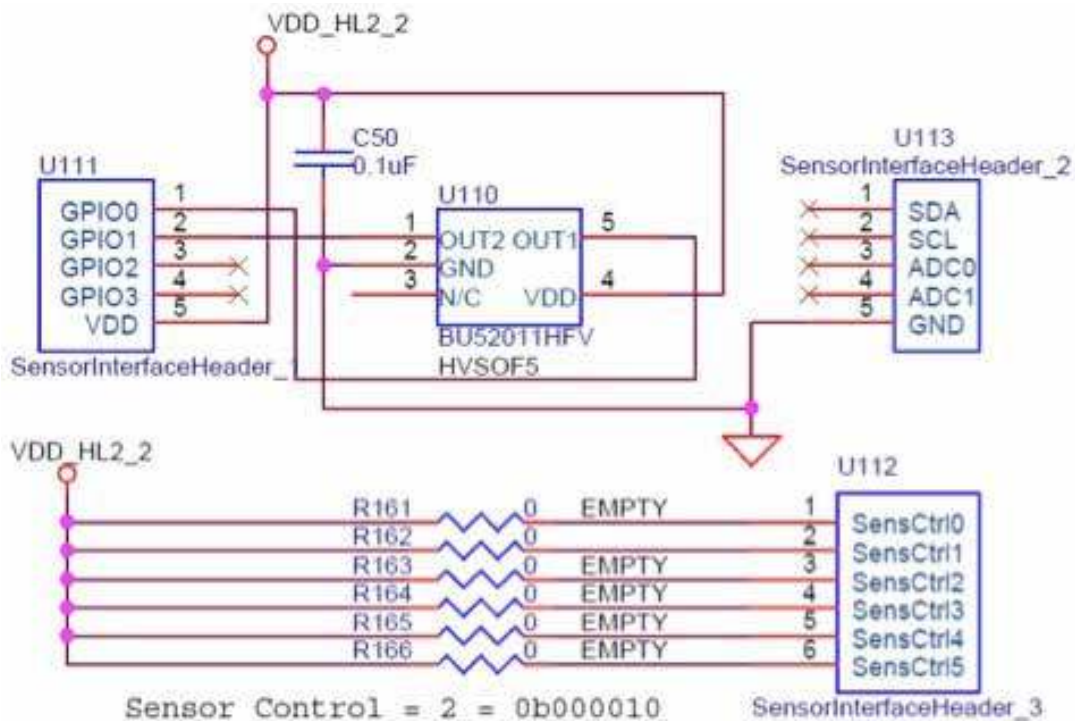 VDD_HL2_2
C50
0.1uF
U111
SensorInterfaceHeader_1
GPIO0 1
GPIO1 2
GPIO2 3
GPIO3 4
VDD 5
U110
1 OUT2 OUT1 5
2 GND
3 N/C VDD 4
BU52011HFV
HVSOF5
U113
SensorInterfaceHeader_2
1 SDA
2 SCL
3 ADC0
4 ADC1
5 GND
VDD_HL2_2
U112
R161 0 EMPTY 1 SensCtrl0
R162 0 2 SensCtrl1
R163 0 EMPTY 3 SensCtrl2
R164 0 EMPTY 4 SensCtrl3
R165 0 EMPTY 5 SensCtrl4
R166 0 EMPTY 6 SensCtrl5
Sensor Control = 2 = 0b000010
SensorInterfaceHeader_3